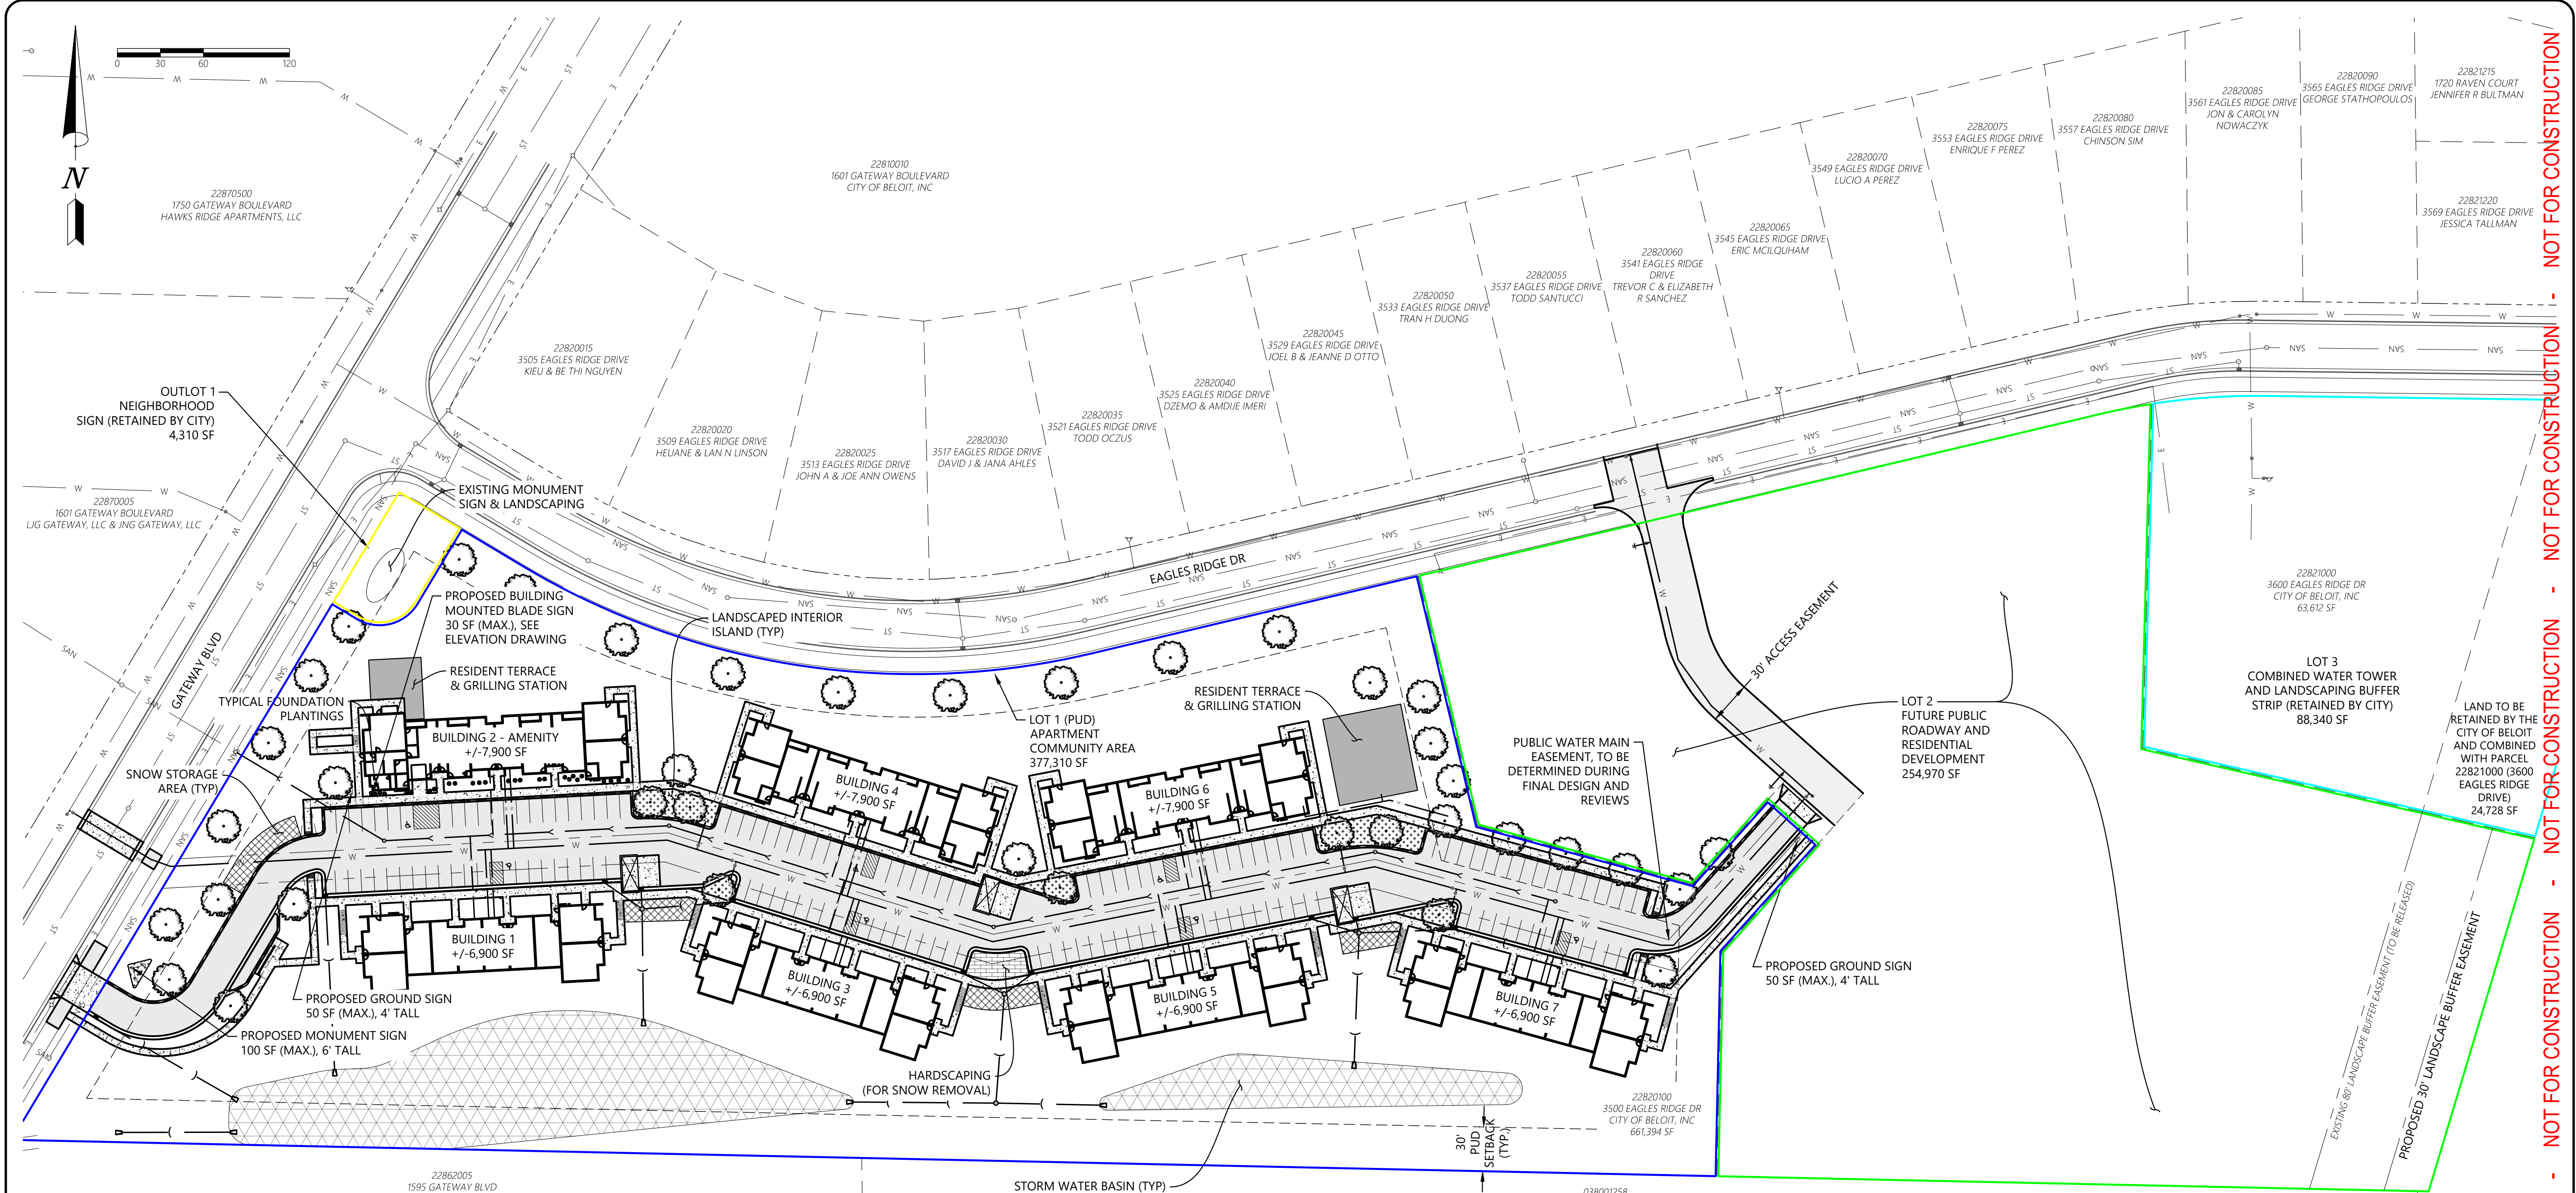 N
0 30 60 120
22870500
1750 GATEWAY BOULEVARD
HAWKS RIDGE APARTMENTS, LLC
22810010
1601 GATEWAY BOULEVARD
CITY OF BELOIT, INC
22820015
3505 EAGLES RIDGE DRIVE
KIEU & BE THI NGUYEN
22820020
3509 EAGLES RIDGE DRIVE
HEUANE & LAN N LINSON
22820025
3513 EAGLES RIDGE DRIVE
JOHN A & JOE ANN OWENS
22820030
3517 EAGLES RIDGE DRIVE
DAVID J & JANA AHLES
22820035
3521 EAGLES RIDGE DRIVE
TODD OCZUS
22820040
3525 EAGLES RIDGE DRIVE
DZEMO & AMDIJE IMERI
22820045
3529 EAGLES RIDGE DRIVE
JOEL B & JEANNE D OTTO
22820050
3533 EAGLES RIDGE DRIVE
TRAN H DUONG
22820055
3537 EAGLES RIDGE DRIVE
TODD SANTUCCI
22820060
3541 EAGLES RIDGE
DRIVE
TREVOR C & ELIZABETH
R SANCHEZ
22820065
3545 EAGLES RIDGE DRIVE
ERIC MCILQUHAM
22820070
3549 EAGLES RIDGE DRIVE
LUCIO A PEREZ
22820075
3553 EAGLES RIDGE DRIVE
ENRIQUE F PEREZ
22820080
3557 EAGLES RIDGE DRIVE
CHINSON SIM
22820085
3561 EAGLES RIDGE DRIVE
JON & CAROLYN
NOWACZYK
22820090
3565 EAGLES RIDGE DRIVE
GEORGE STATHOPOULOS
22821215
1720 RAVEN COURT
JENNIFER R BULTMAN
22821220
3569 EAGLES RIDGE DRIVE
JESSICA TALLMAN
OUTLOT 1
NEIGHBORHOOD
SIGN (RETAINED BY CITY)
4,310 SF
22870005
1601 GATEWAY BOULEVARD
LJG GATEWAY, LLC & JNG GATEWAY, LLC
EXISTING MONUMENT
SIGN & LANDSCAPING
GATEWAY BLVD
EAGLES RIDGE DR
PROPOSED BUILDING
MOUNTED BLADE SIGN
30 SF (MAX.), SEE
ELEVATION DRAWING
LANDSCAPED INTERIOR
ISLAND (TYP)
RESIDENT TERRACE
& GRILLING STATION
TYPICAL FOUNDATION
PLANTINGS
SNOW STORAGE
AREA (TYP)
BUILDING 2 - AMENITY
+/-7,900 SF
BUILDING 4
+/-7,900 SF
BUILDING 6
+/-7,900 SF
LOT 1 (PUD)
APARTMENT
COMMUNITY AREA
377,310 SF
RESIDENT TERRACE
& GRILLING STATION
PUBLIC WATER MAIN
EASEMENT, TO BE
DETERMINED DURING
FINAL DESIGN AND
REVIEWS
30' ACCESS EASEMENT
LOT 2
FUTURE PUBLIC
ROADWAY AND
RESIDENTIAL
DEVELOPMENT
254,970 SF
22821000
3600 EAGLES RIDGE DR
CITY OF BELOIT, INC
63,612 SF
LOT 3
COMBINED WATER TOWER
AND LANDSCAPING BUFFER
STRIP (RETAINED BY CITY)
88,340 SF
LAND TO BE
RETAINED BY THE
CITY OF BELOIT
AND COMBINED
WITH PARCEL
22821000 (3600
EAGLES RIDGE
DRIVE)
24,728 SF
BUILDING 1
+/-6,900 SF
BUILDING 3
+/-6,900 SF
BUILDING 5
+/-6,900 SF
BUILDING 7
+/-6,900 SF
PROPOSED GROUND SIGN
50 SF (MAX.), 4' TALL
PROPOSED MONUMENT SIGN
100 SF (MAX.), 6' TALL
PROPOSED GROUND SIGN
50 SF (MAX.), 4' TALL
HARDSCAPING
(FOR SNOW REMOVAL)
22820100
3500 EAGLES RIDGE DR
CITY OF BELOIT, INC
661,394 SF
30'
PUD
SETBACK
(TYP.)
EXISTING 80' LANDSCAPE BUFFER EASEMENT (TO BE RELEASED)
PROPOSED 30' LANDSCAPE BUFFER EASEMENT
22862005
1595 GATEWAY BLVD
STORM WATER BASIN (TYP)
038001258
- NOT FOR CONSTRUCTION - NOT FOR CONSTRUCTION - NOT FOR CONSTRUCTION - NOT FOR CONSTRUCTION